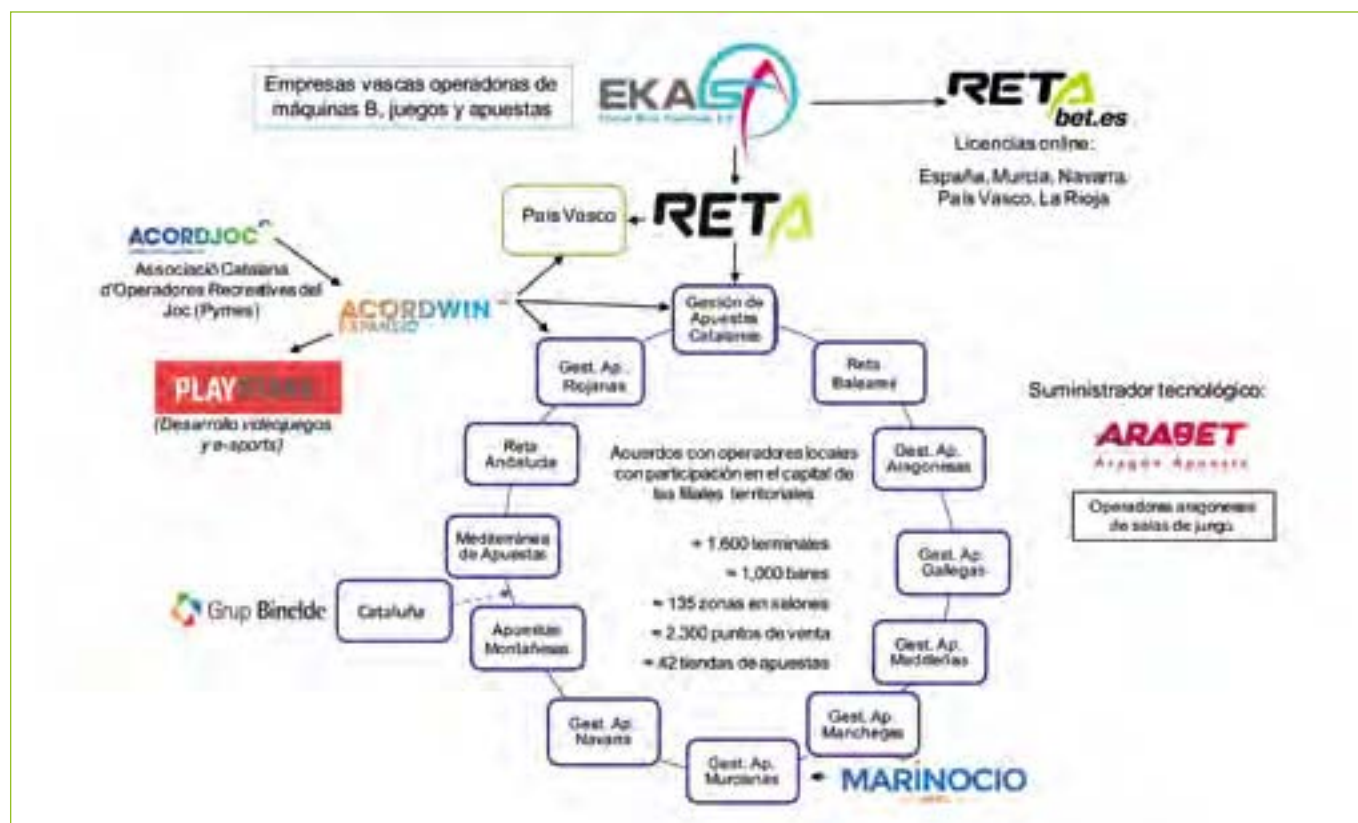 Empresas vascas operadoras de
máquinas B, juegos y apuestas
EKASA
RETA
bet.es
Licencias online:
España, Murcia, Navarra
País Vasco, La Rioja
País Vasco
RETA
ACORDJOC
Associació Catalana
d'Operadores Recreatives del
Joc (Pymes)
ACORDWIN
EXPANSIÓ
PLAY
(Desarrollo videojuegos
y e-sports)
Gestión de
Apuestas
Catalanas
Gest. Ap.
Riojanas
Reta
Baleares
Reta
Andalucía
Gest. Ap.
Aragonesas
Mediterránea
de Apuestas
Gest. Ap.
Gallegas
Grup Binelde
Cataluña
Apuestas
Montañesas
Gest. Ap.
Madrileñas
Gest. Ap.
Navarra
Gest. Ap.
Manchegas
Gest. Ap.
Murcianas
MARINOCIO
Acuerdos con operadores locales
con participación en el capital de
las filiales territoriales
1.600 terminales
≈ 1,000 bares
≈ 135 zonas en salones
≈ 2.300 puntos de venta
≈ 42 tiendas de apuestas
Suministrador tecnológico:
ARABET
Aragón Apuesta
Operadores aragoneses
de salas de juego